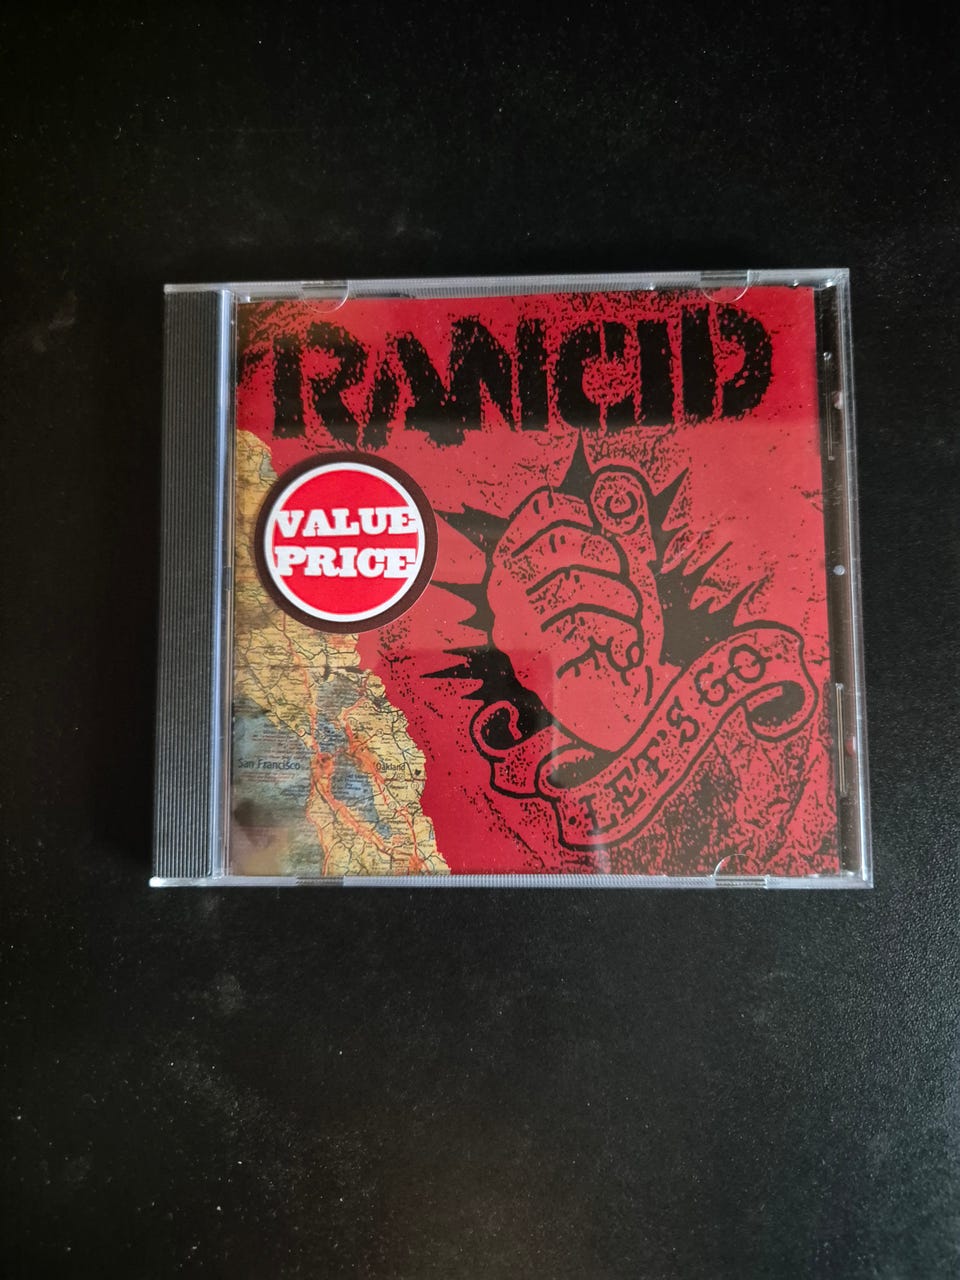 RANCID
VALUE
PRICE
LET'S GO
San Francisco
Oakland